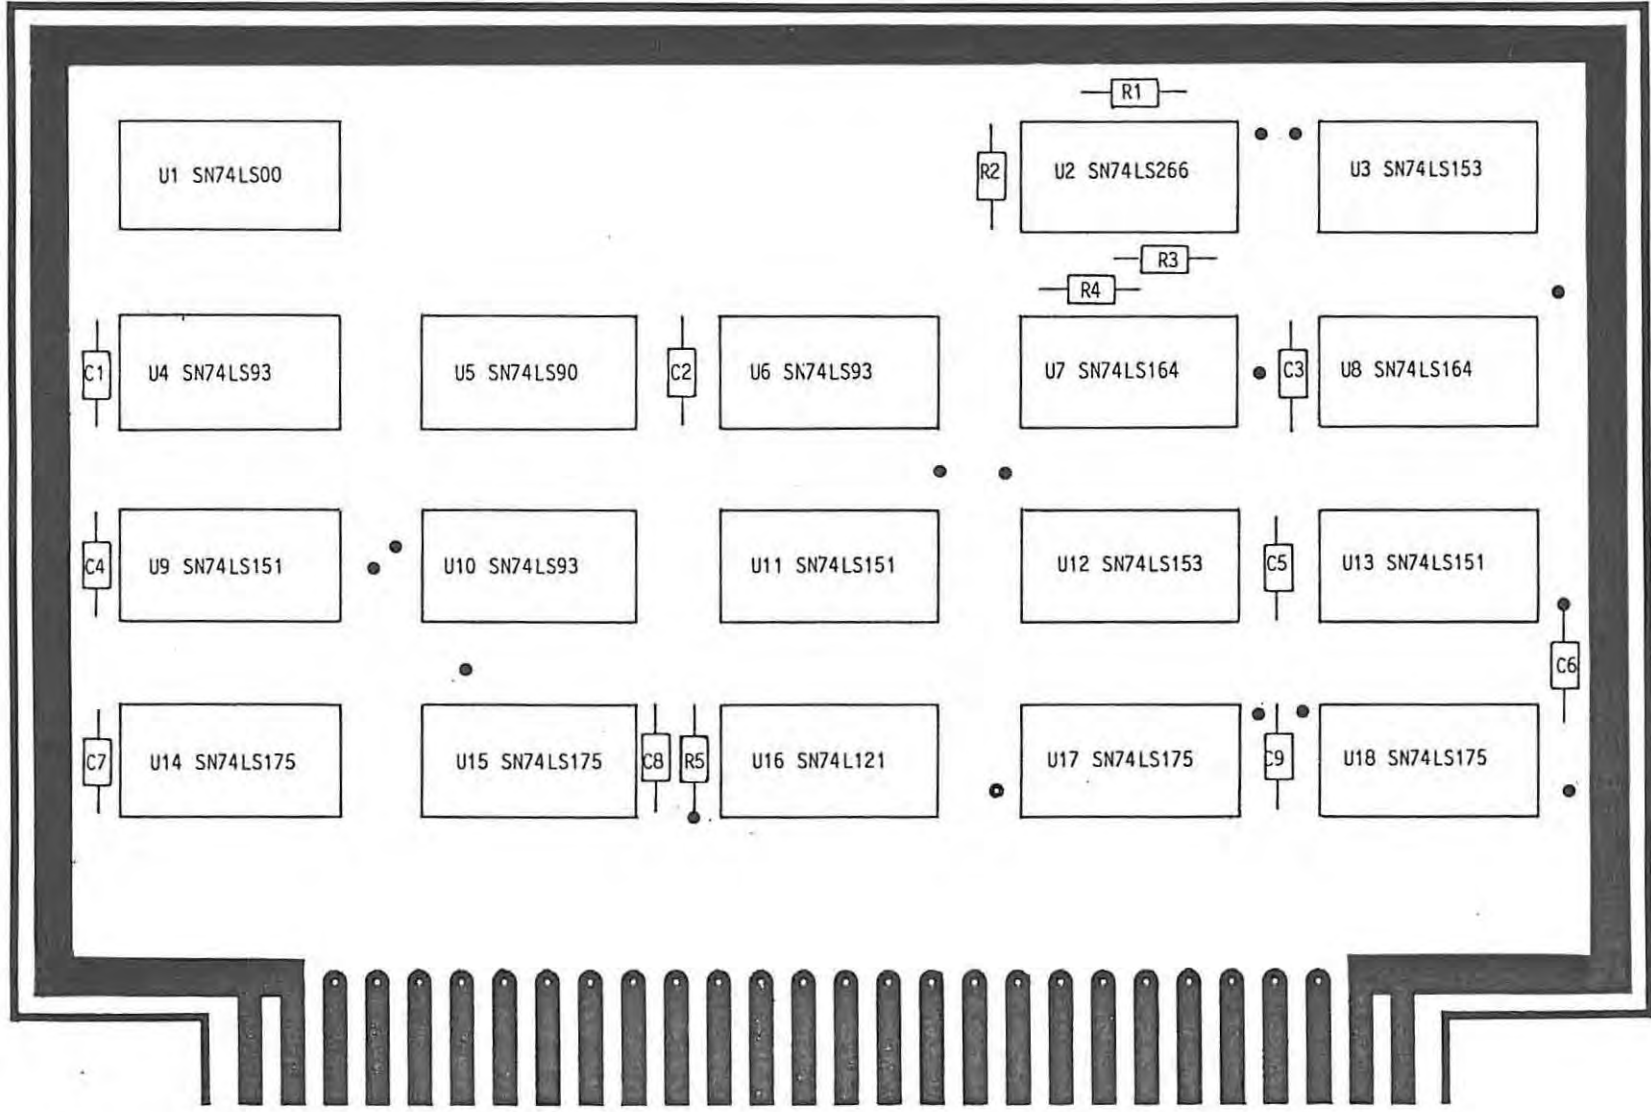 R1
U1 SN74LS00
R2
U2 SN74LS266
U3 SN74LS153
R3
R4
C1
U4 SN74LS93
U5 SN74LS90
C2
U6 SN74LS93
U7 SN74LS164
C3
U8 SN74LS164
C4
U9 SN74LS151
U10 SN74LS93
U11 SN74LS151
U12 SN74LS153
C5
U13 SN74LS151
C6
C7
U14 SN74LS175
U15 SN74LS175
C8
R5
U16 SN74L121
U17 SN74LS175
C9
U18 SN74LS175